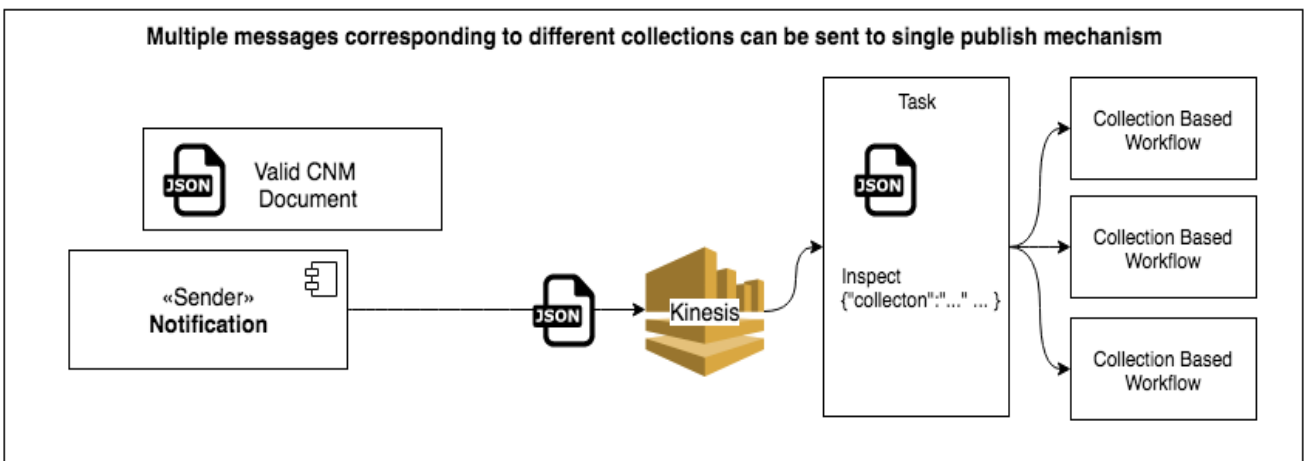 Multiple messages corresponding to different collections can be sent to single publish mechanism
JSON
Valid CNM
Document
«Sender»
Notification
JSON
Kinesis
Task
JSON
Inspect
{"collecton":"..." ... }
Collection Based
Workflow
Collection Based
Workflow
Collection Based
Workflow